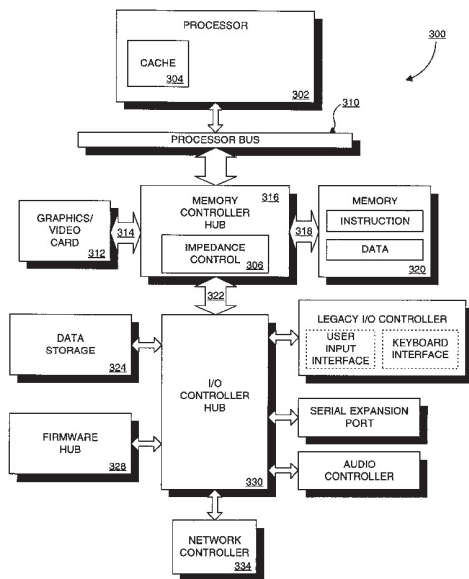 PROCESSOR
CACHE
304
302
300
310
PROCESSOR BUS
GRAPHICS/
VIDEO
CARD
312
314
MEMORY
CONTROLLER
HUB
316
IMPEDANCE
CONTROL
306
318
MEMORY
INSTRUCTION
DATA
320
322
DATA
STORAGE
324
I/O
CONTROLLER
HUB
330
LEGACY I/O CONTROLLER
USER
INPUT
INTERFACE
KEYBOARD
INTERFACE
FIRMWARE
HUB
328
SERIAL EXPANSION
PORT
AUDIO
CONTROLLER
NETWORK
CONTROLLER
334